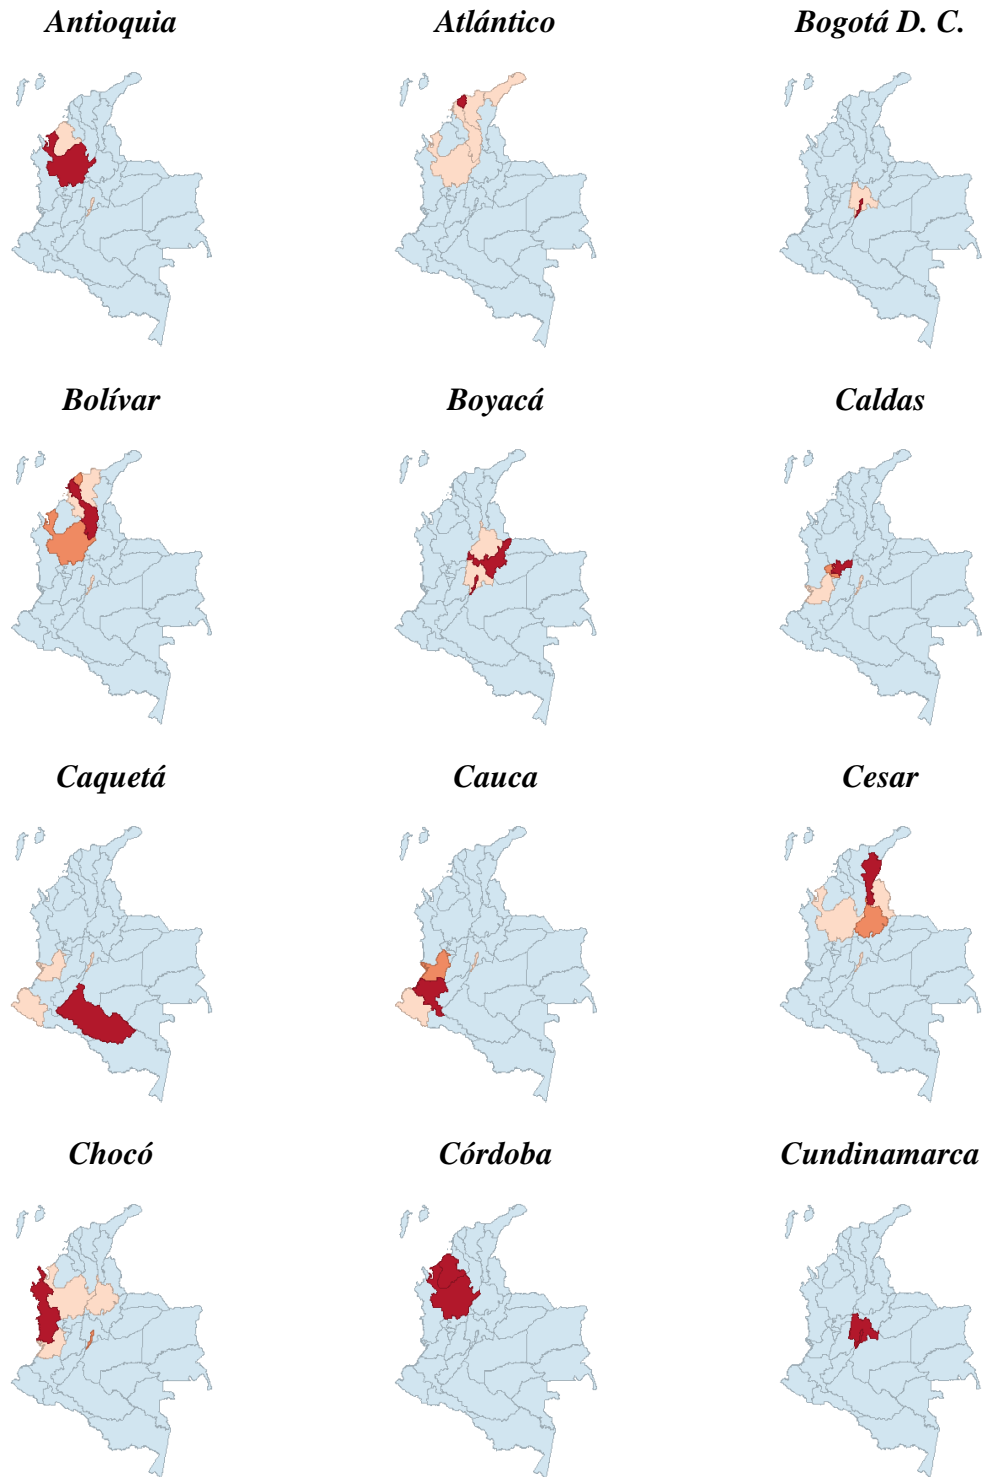 Antioquia
Atlántico
Bogotá D. C.
Bolívar
Boyacá
Caldas
Caquetá
Cauca
Cesar
Chocó
Córdoba
Cundinamarca